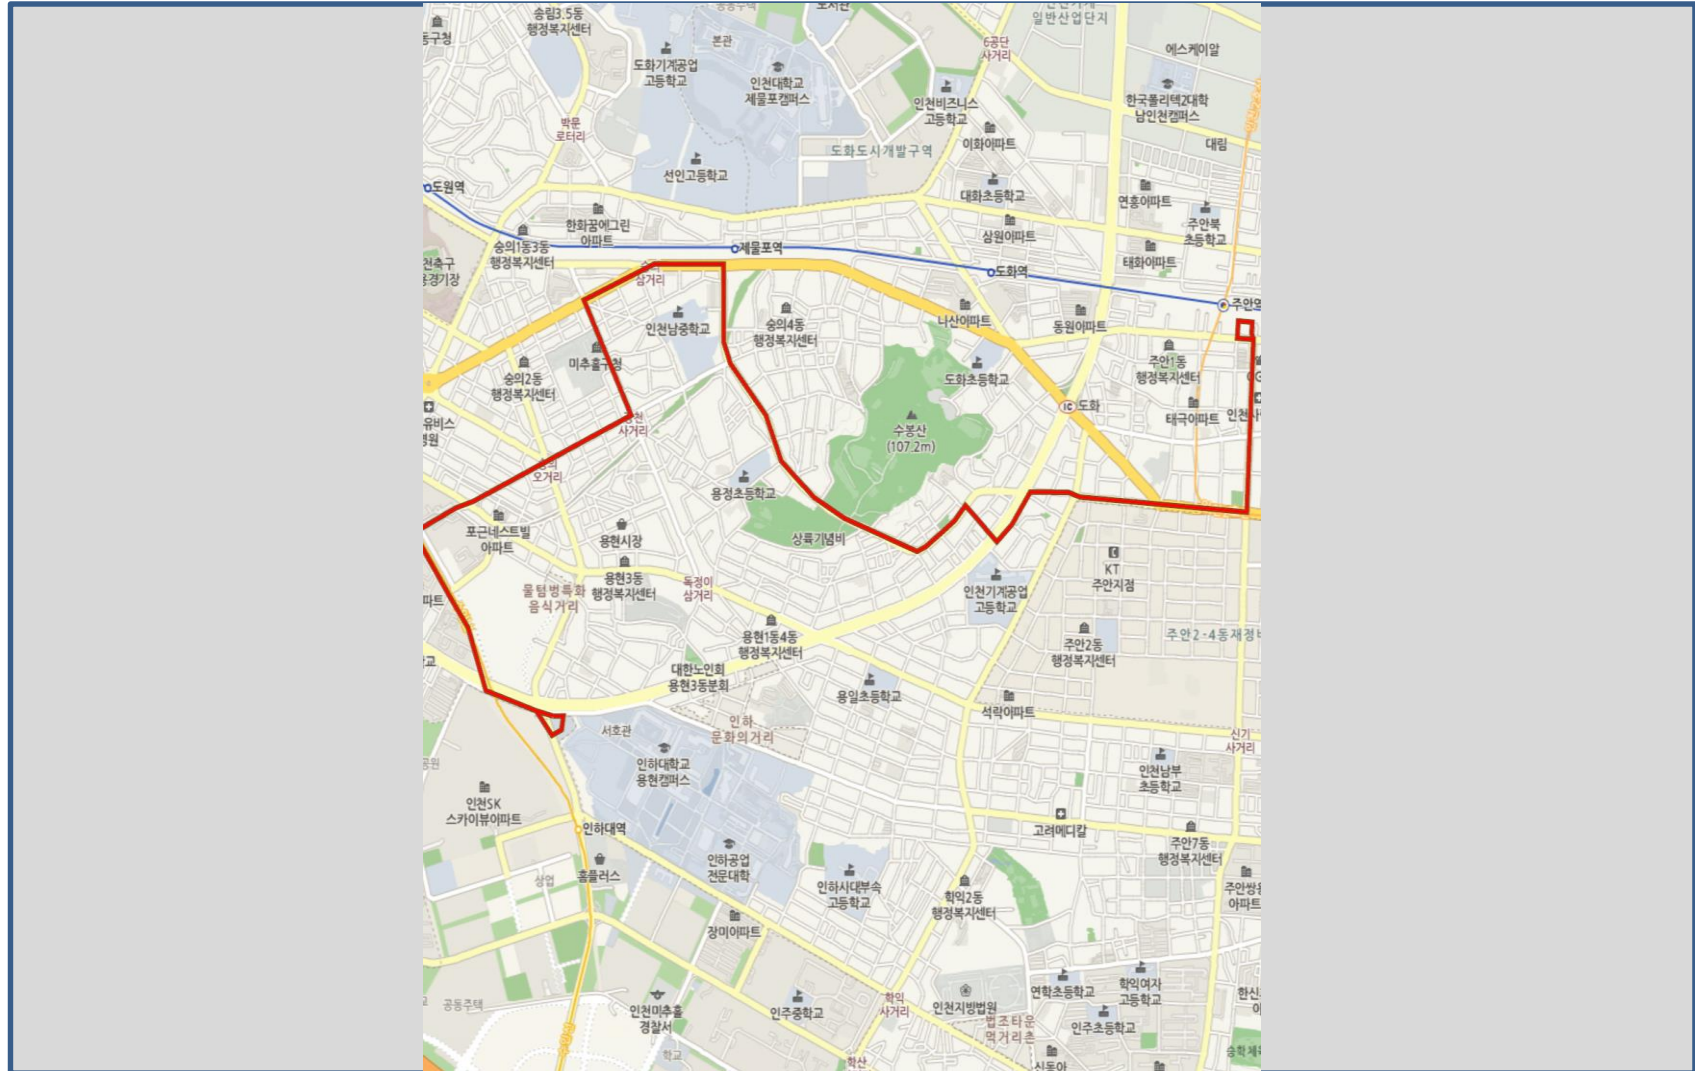 송림3.5동
행정복지센터
도화기계공업
고등학교
본관
인천대학교
제물포캠퍼스
6공단
사거리
일반산업단지
에스케이알
인천비즈니스
고등학교
한국폴리텍2대학
남인천캠퍼스
박문
로터리
이화아파트
대림
도화도시개발구역
선인고등학교
도원역
대화초등학교
연흥아파트
한화꿈에그린
아파트
삼원아파트
주안북
초등학교
숭의1동3동
행정복지센터
제물포역
태화아파트
도화역
삼거리
인천남중학교
숭의4동
행정복지센터
동원아파트
미추홀구청
숭의2동
행정복지센터
도화초등학교
주안1동
행정복지센터
IC 도화
태극아파트
사거리
수봉산
(107.2m)
오거리
용정초등학교
포근네스트빌
아파트
용현시장
상륙기념비
용현3동
행정복지센터
독정이
삼거리
물텀벙특화
음식거리
KT
주안지점
인천기계공업
고등학교
용현1동4동
행정복지센터
주안2동
행정복지센터
대한노인회
용현3동분회
용일초등학교
석락아파트
서호관
인하
문화의거리
신기
사거리
인하대학교
용현캠퍼스
인천남부
초등학교
인천SK
스카이뷰아파트
인하대역
고려메디칼
주안7동
행정복지센터
인하공업
전문대학
홈플러스
상업
인하사대부속
고등학교
학익2동
행정복지센터
장미아파트
연학초등학교
학익여자
고등학교
공동주택
인천미추홀
경찰서
인주중학교
학익
사거리
인천지방법원
법조타운
먹거리촌
인주초등학교
학교
신동아